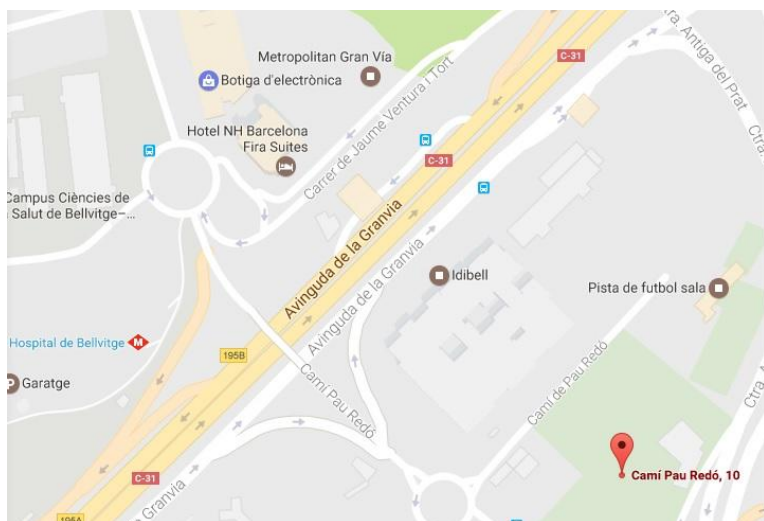 Metropolitan Gran Vía
Botiga d'electrònica
C-31
Ctra. Antiga del Prat
Hotel NH Barcelona
Fira Suites
Carrer de Jaume Ventura i Tort
C-31
Campus Ciències de
Salut de Bellvitge–...
Avinguda de la Granvia
Avinguda de la Granvia
Idibell
Pista de futbol sala
Hospital de Bellvitge
M
195B
Garatge
Camí Pau Redó
Camí de Pau Redó
Ctra. A
C-31
Camí Pau Redó, 10
Granvia
195A